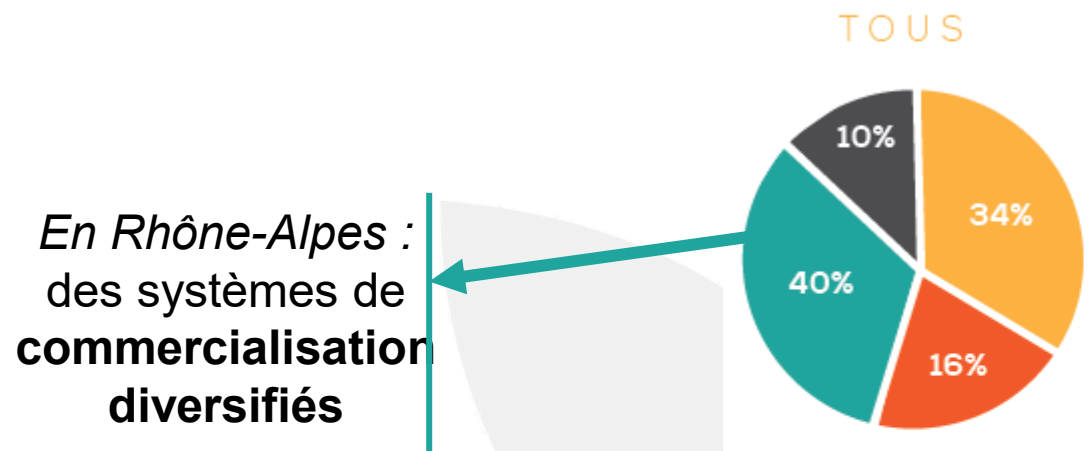 TOUS
10%
34%
40%
16%
En Rhône-Alpes :
des systèmes de
commercialisation
diversifiés